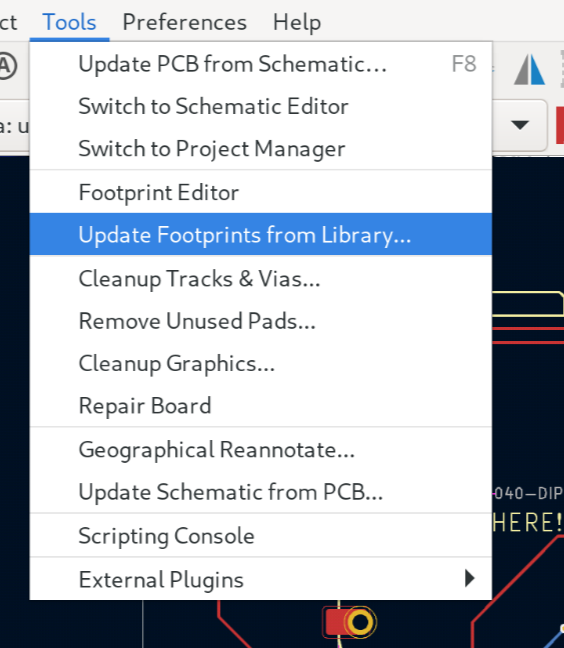 ct Tools Preferences Help
Update PCB from Schematic... F8
a: u
Switch to Schematic Editor
Switch to Project Manager
Footprint Editor
Update Footprints from Library...
Cleanup Tracks & Vias...
Remove Unused Pads...
Cleanup Graphics...
Repair Board
Geographical Reannotate...
Update Schematic from PCB...
040-DIP
HERE!
Scripting Console
External Plugins